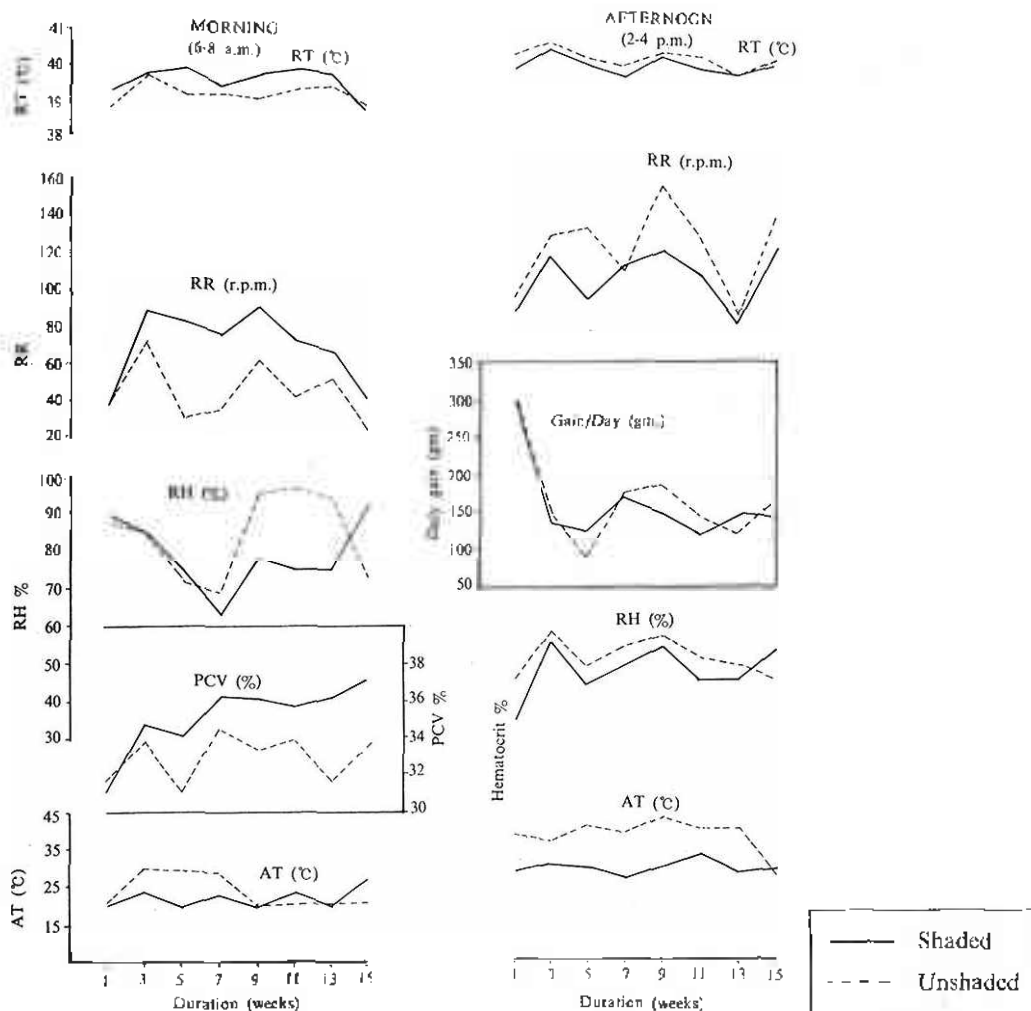 MORNING
(6-8 a.m.)
RT (℃)
41
40
39
38
RR (r.p.m.)
RR
160
140
120
100
80
60
40
20
RH (%)
RH %
100
90
80
70
60
50
40
30
PCV (%)
PCV %
38
36
34
32
30
AT (℃)
AT (℃)
45
35
25
15
1 3 5 7 9 11 13 15
Duration (weeks)
AFTERNOGN
(2-4 p.m.)
RT (℃)
RR (r.p.m.)
Gain/Day (gm.)
Daily gain (gm)
350
300
250
200
150
100
50
RH (%)
Hematocrit %
AT (℃)
1 3 5 7 9 11 13 15
Duration (weeks)
Shaded
Unshaded